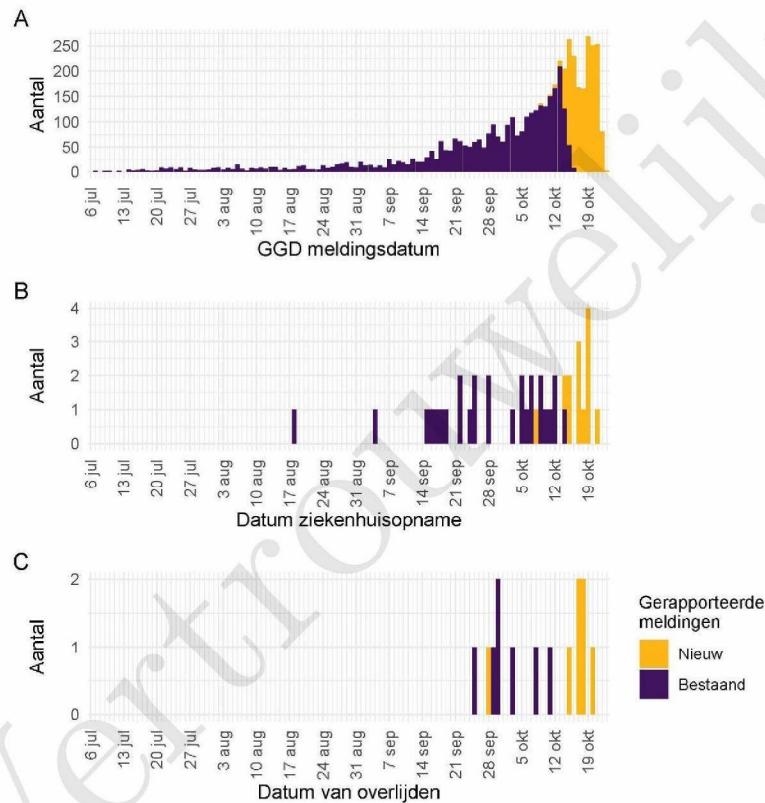 A
250
200
150
100
50
0
Aantal
6 jul
13 jul
20 jul
27 jul
3 aug
10 aug
17 aug
24 aug
31 aug
7 sep
14 sep
21 sep
28 sep
5 okt
12 okt
19 okt
GGD meldingsdatum
B
4
3
2
1
0
Aantal
6 jul
13 jul
20 jul
27 jul
3 aug
10 aug
17 aug
24 aug
31 aug
7 sep
14 sep
21 sep
28 sep
5 okt
12 okt
19 okt
Datum ziekenhuisopname
C
2
1
0
Aantal
6 jul
13 jul
20 jul
27 jul
3 aug
10 aug
17 aug
24 aug
31 aug
7 sep
14 sep
21 sep
28 sep
5 okt
12 okt
19 okt
Datum van overlijden
Gerapporteerde
meldingen
Nieuw
Bestaand
Vertrouwelijk